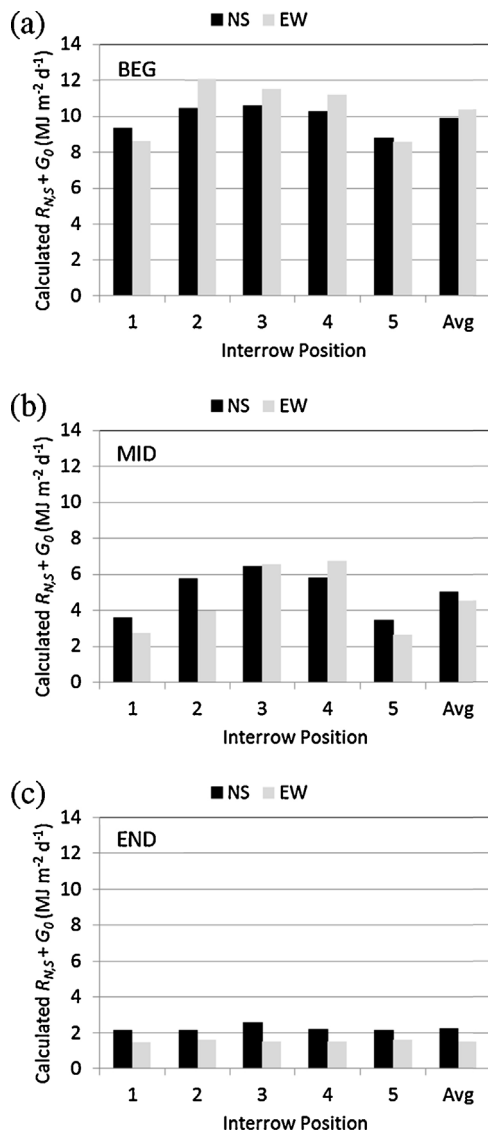 (a)
NS EW
BEG
14
12
10
8
6
4
2
0
Calculated R_N,S + G_0 (MJ m⁻² d⁻¹)
1 2 3 4 5 Avg
Interrow Position
(b)
NS EW
MID
14
12
10
8
6
4
2
0
Calculated R_N,S + G_0 (MJ m⁻² d⁻¹)
1 2 3 4 5 Avg
Interrow Position
(c)
NS EW
END
14
12
10
8
6
4
2
0
Calculated R_N,S + G_0 (MJ m⁻² d⁻¹)
1 2 3 4 5 Avg
Interrow Position